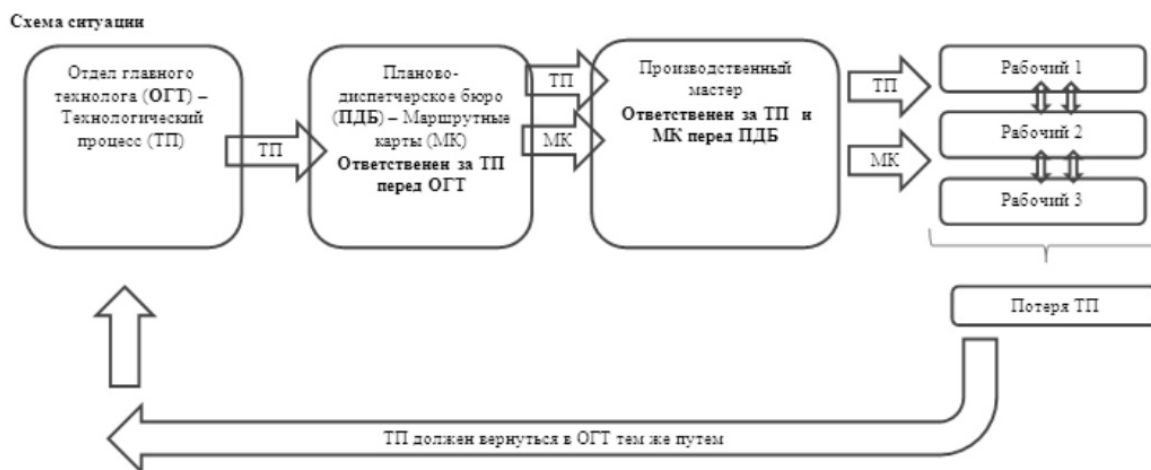 Схема ситуации
Отдел главного
технолога (ОГТ) –
Технологический
процесс (ТП)
ТП
Планово-
диспетчерское бюро
(ПДБ) – Маршрутные
карты (МК)
Ответственен за ТП
перед ОГТ
ТП
МК
Производственный
мастер
Ответственен за ТП и
МК перед ПДБ
ТП
МК
Рабочий 1
Рабочий 2
Рабочий 3
Потеря ТП
ТП должен вернуться в ОГТ тем же путем